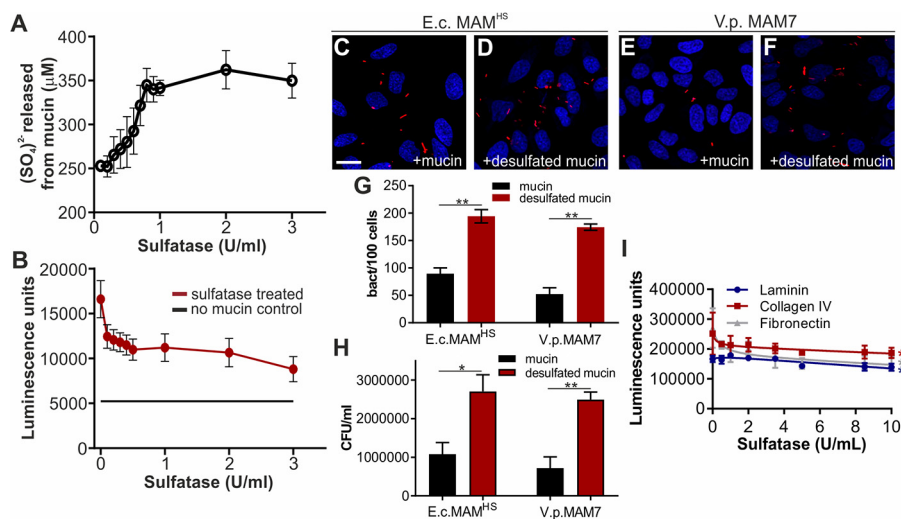 E.c. MAMHS
V.p. MAM7
A
(SO4)2- released
from mucin (µM)
400
350
300
250
200
0
1
2
3
Sulfatase (U/ml)
C
D
E
F
+mucin
+desulfated mucin
+mucin
+desulfated mucin
B
Luminescence units
20000
15000
10000
5000
0
sulfatase treated
no mucin control
0
1
2
3
Sulfatase (U/ml)
G
mucin
desulfated mucin
bact/100 cells
250
200
150
100
50
0
**
**
E.c.MAMHS
V.p.MAM7
H
mucin
desulfated mucin
CFU/ml
3000000
2000000
1000000
0
*
**
E.c.MAMHS
V.p.MAM7
I
Laminin
Collagen IV
Fibronectin
Luminescence units
400000
300000
200000
100000
0
0
2
4
6
8
10
Sulfatase (U/mL)